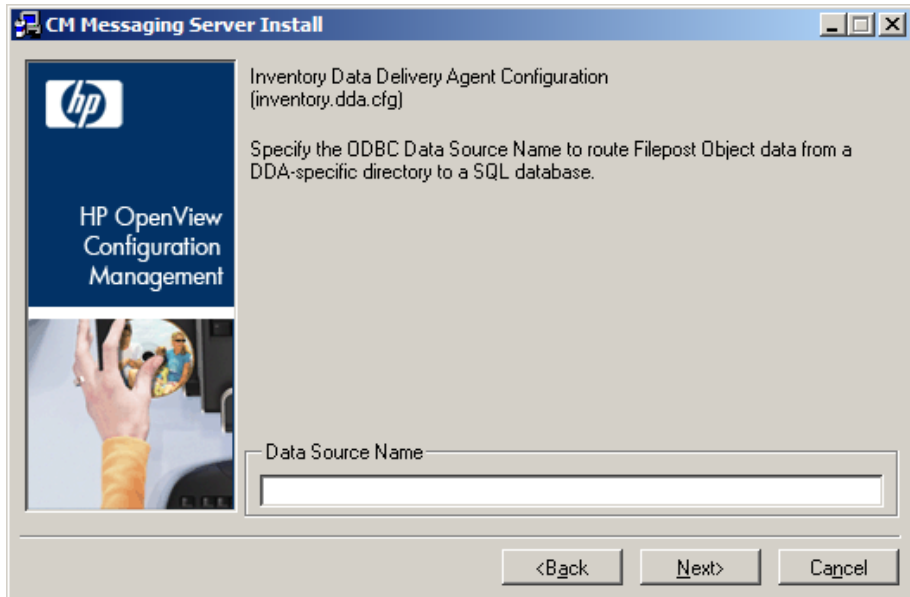 CM Messaging Server Install
hp
HP OpenView
Configuration
Management
Inventory Data Delivery Agent Configuration
(inventory.dda.cfg)
Specify the ODBC Data Source Name to route Filepost Object data from a
DDA-specific directory to a SQL database.
Data Source Name
<Back
Next>
Cancel